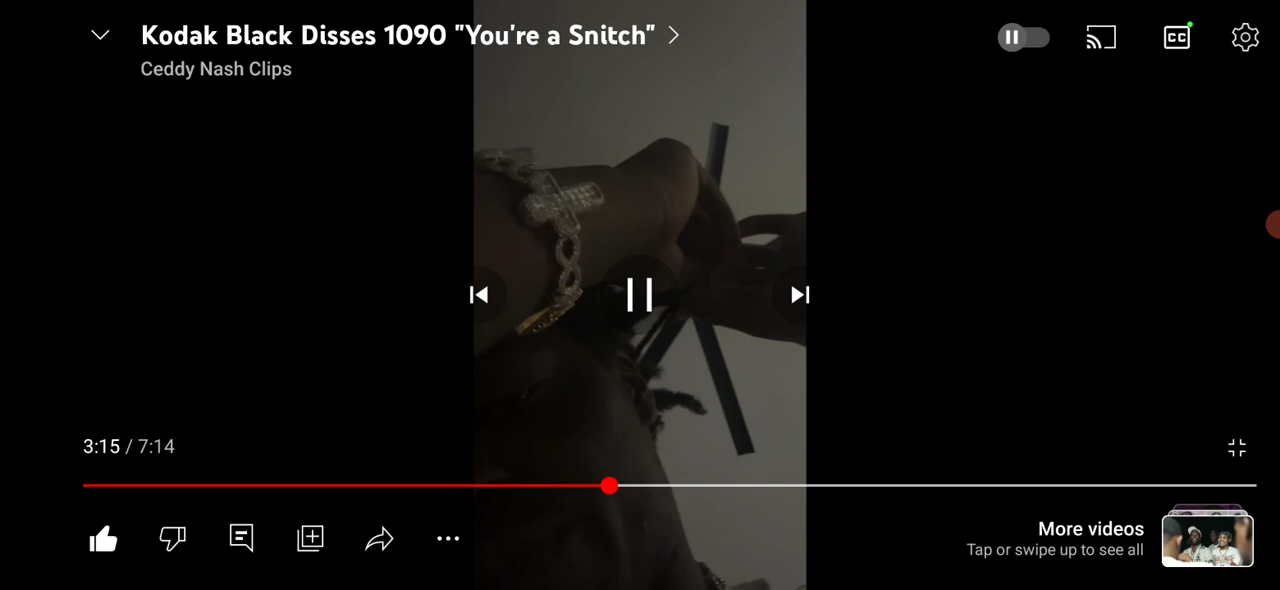 Kodak Black Disses 1090 "You're a Snitch"
Ceddy Nash Clips
CC
3:15 / 7:14
More videos
Tap or swipe up to see all